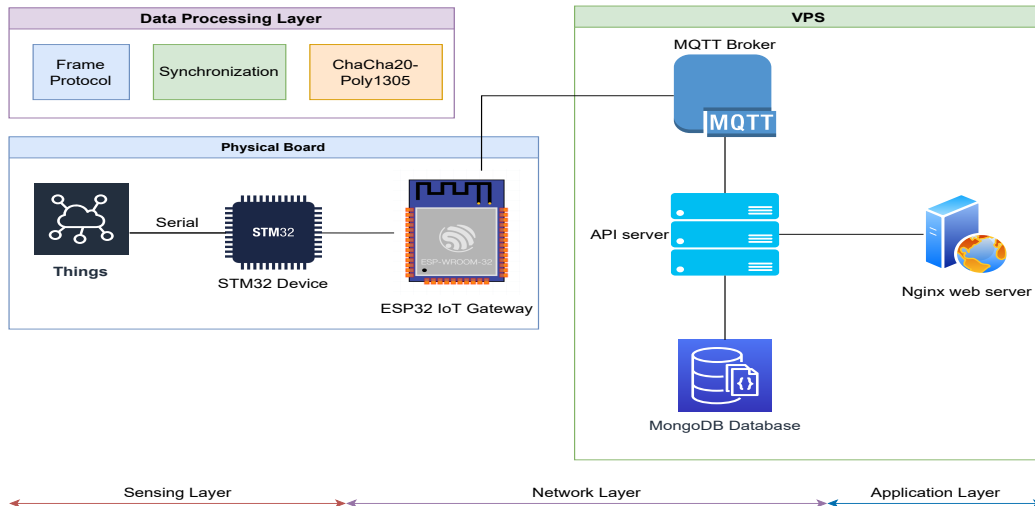 Data Processing Layer
Frame
Protocol
Synchronization
ChaCha20-
Poly1305
Physical Board
Things
Serial
STM32
STM32 Device
ESP-WROOM-32
ESP32 IoT Gateway
VPS
MQTT Broker
MQTT
API server
Nginx web server
MongoDB Database
Sensing Layer
Network Layer
Application Layer